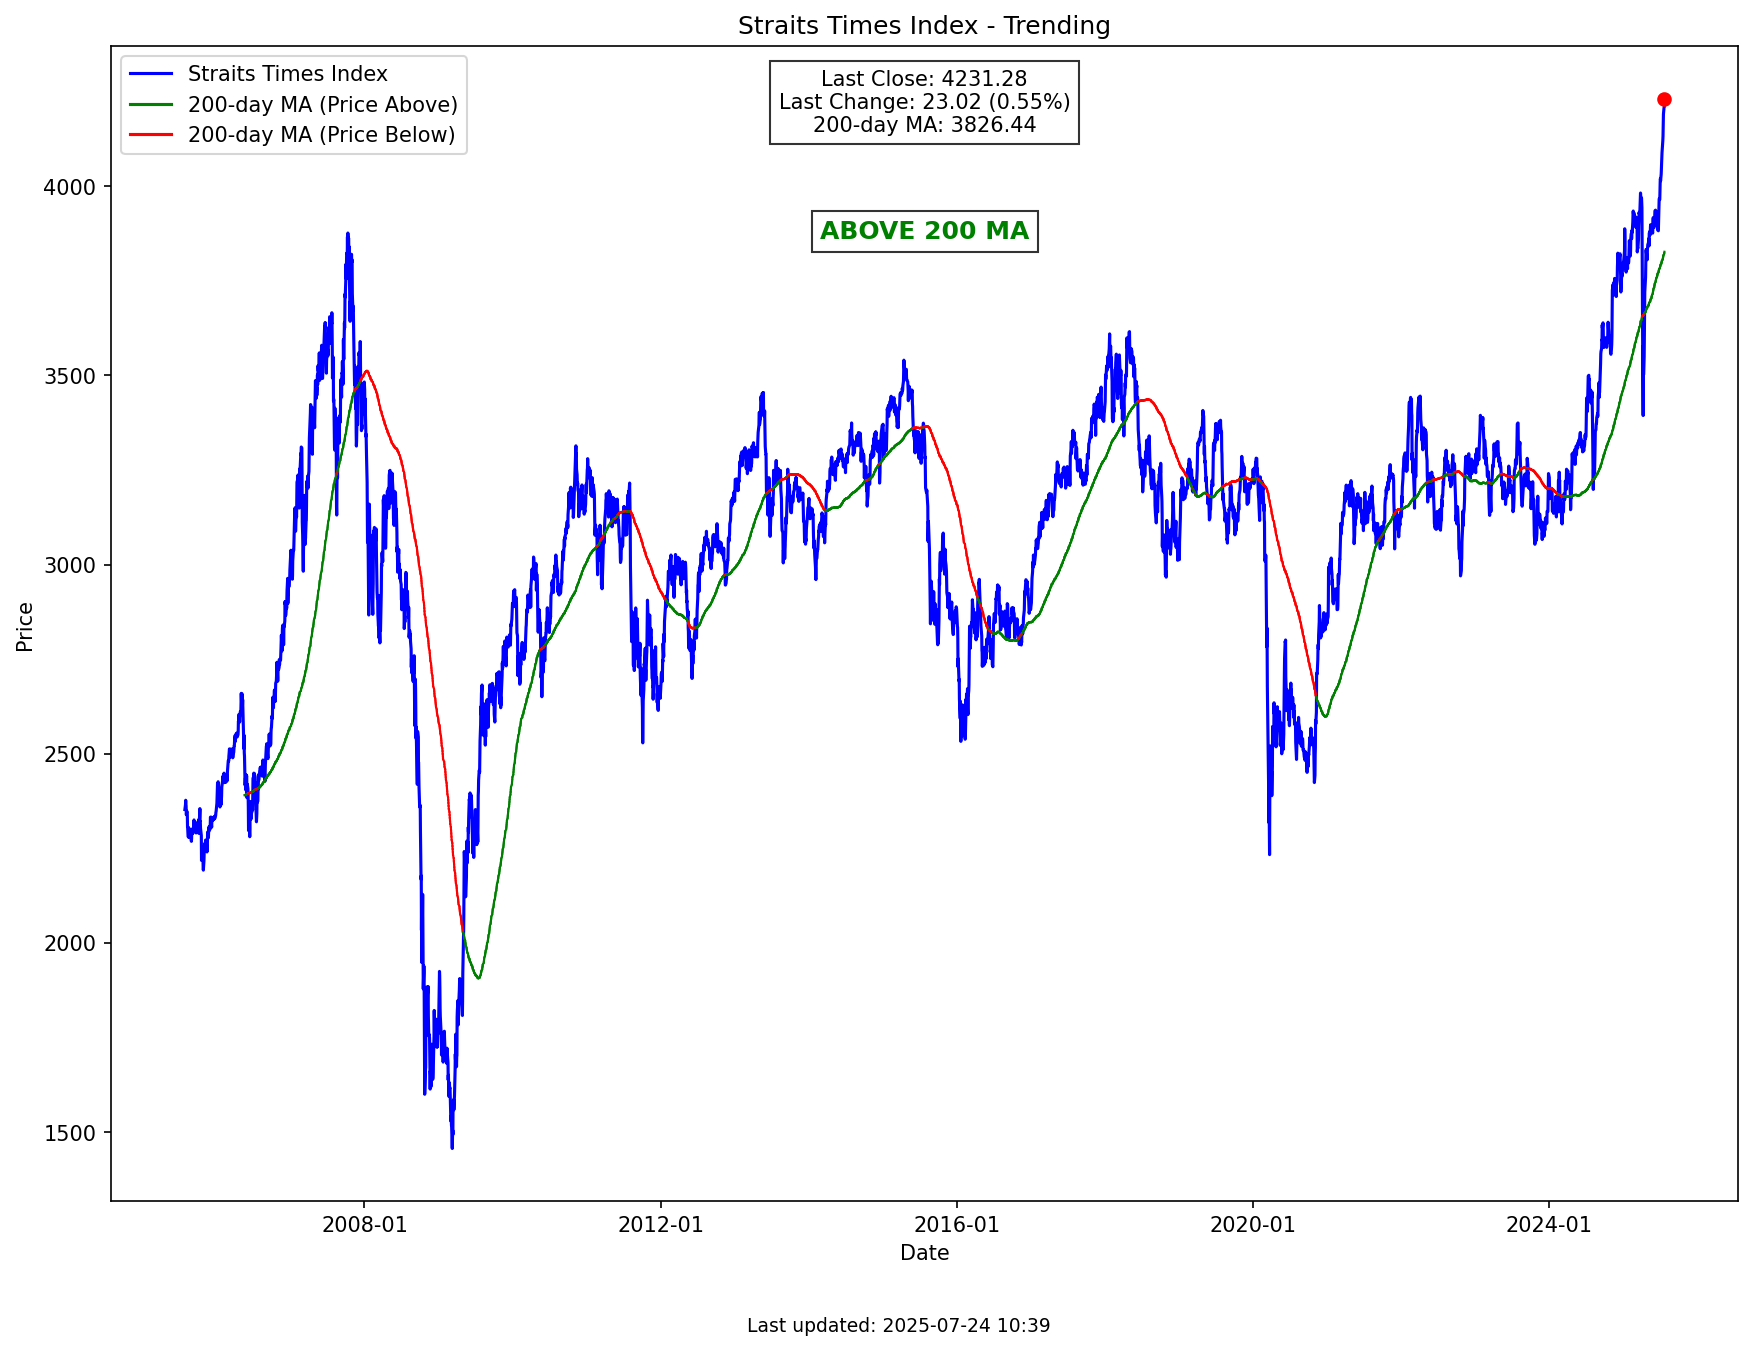 Straits Times Index - Trending
Straits Times Index
200-day MA (Price Above)
200-day MA (Price Below)
Last Close: 4231.28
Last Change: 23.02 (0.55%)
200-day MA: 3826.44
ABOVE 200 MA
Price
4000
3500
3000
2500
2000
1500
2008-01
2012-01
2016-01
2020-01
2024-01
Date
Last updated: 2025-07-24 10:39